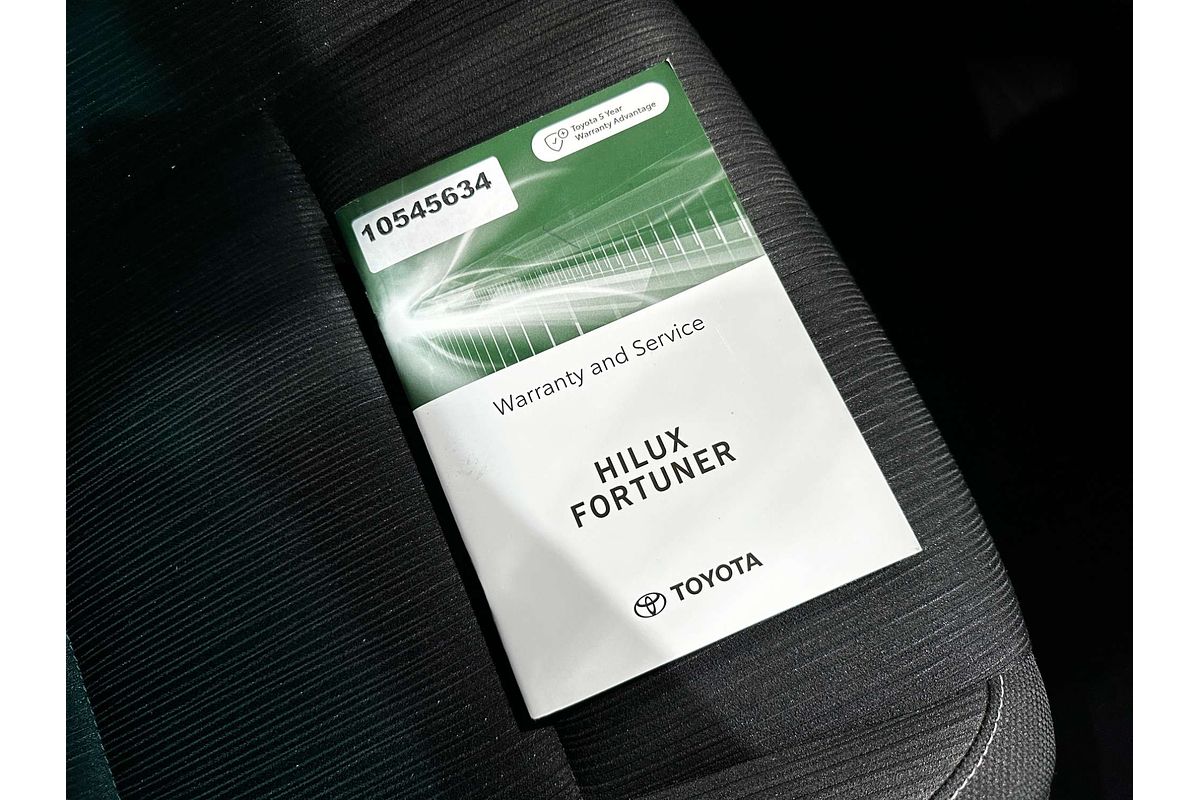 Toyota 5 Year
Warranty Advantage
10545634
Warranty and Service
HILUX
FORTUNER
TOYOTA